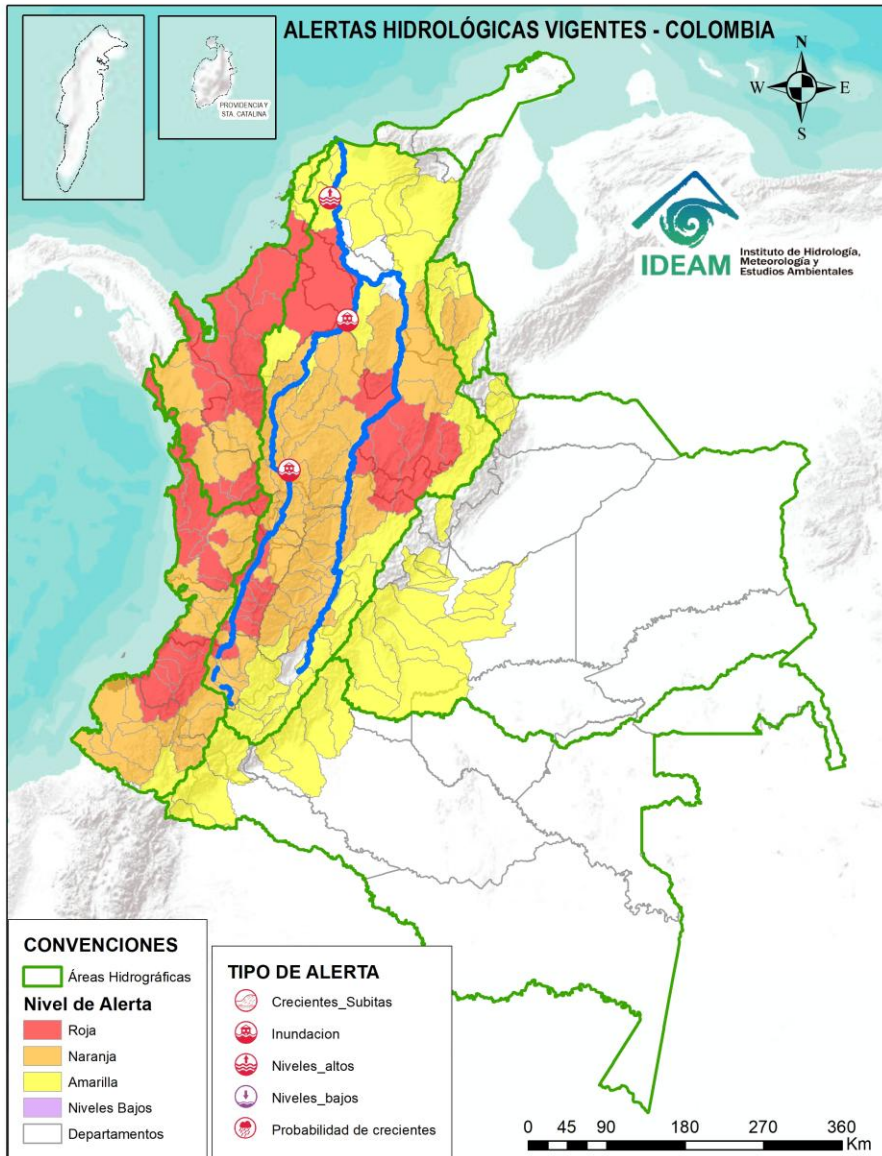 ALERTAS HIDROLÓGICAS VIGENTES - COLOMBIA
PROVIDENCIA Y
STA. CATALINA
N
W E
S
IDEAM
Instituto de Hidrología,
Meteorología y
Estudios Ambientales
CONVENCIONES
Áreas Hidrográficas
Nivel de Alerta
Roja
Naranja
Amarilla
Niveles Bajos
Departamentos
TIPO DE ALERTA
Crecientes_Subitas
Inundacion
Niveles_altos
Niveles_bajos
Probabilidad de crecientes
0 45 90 180 270 360
Km